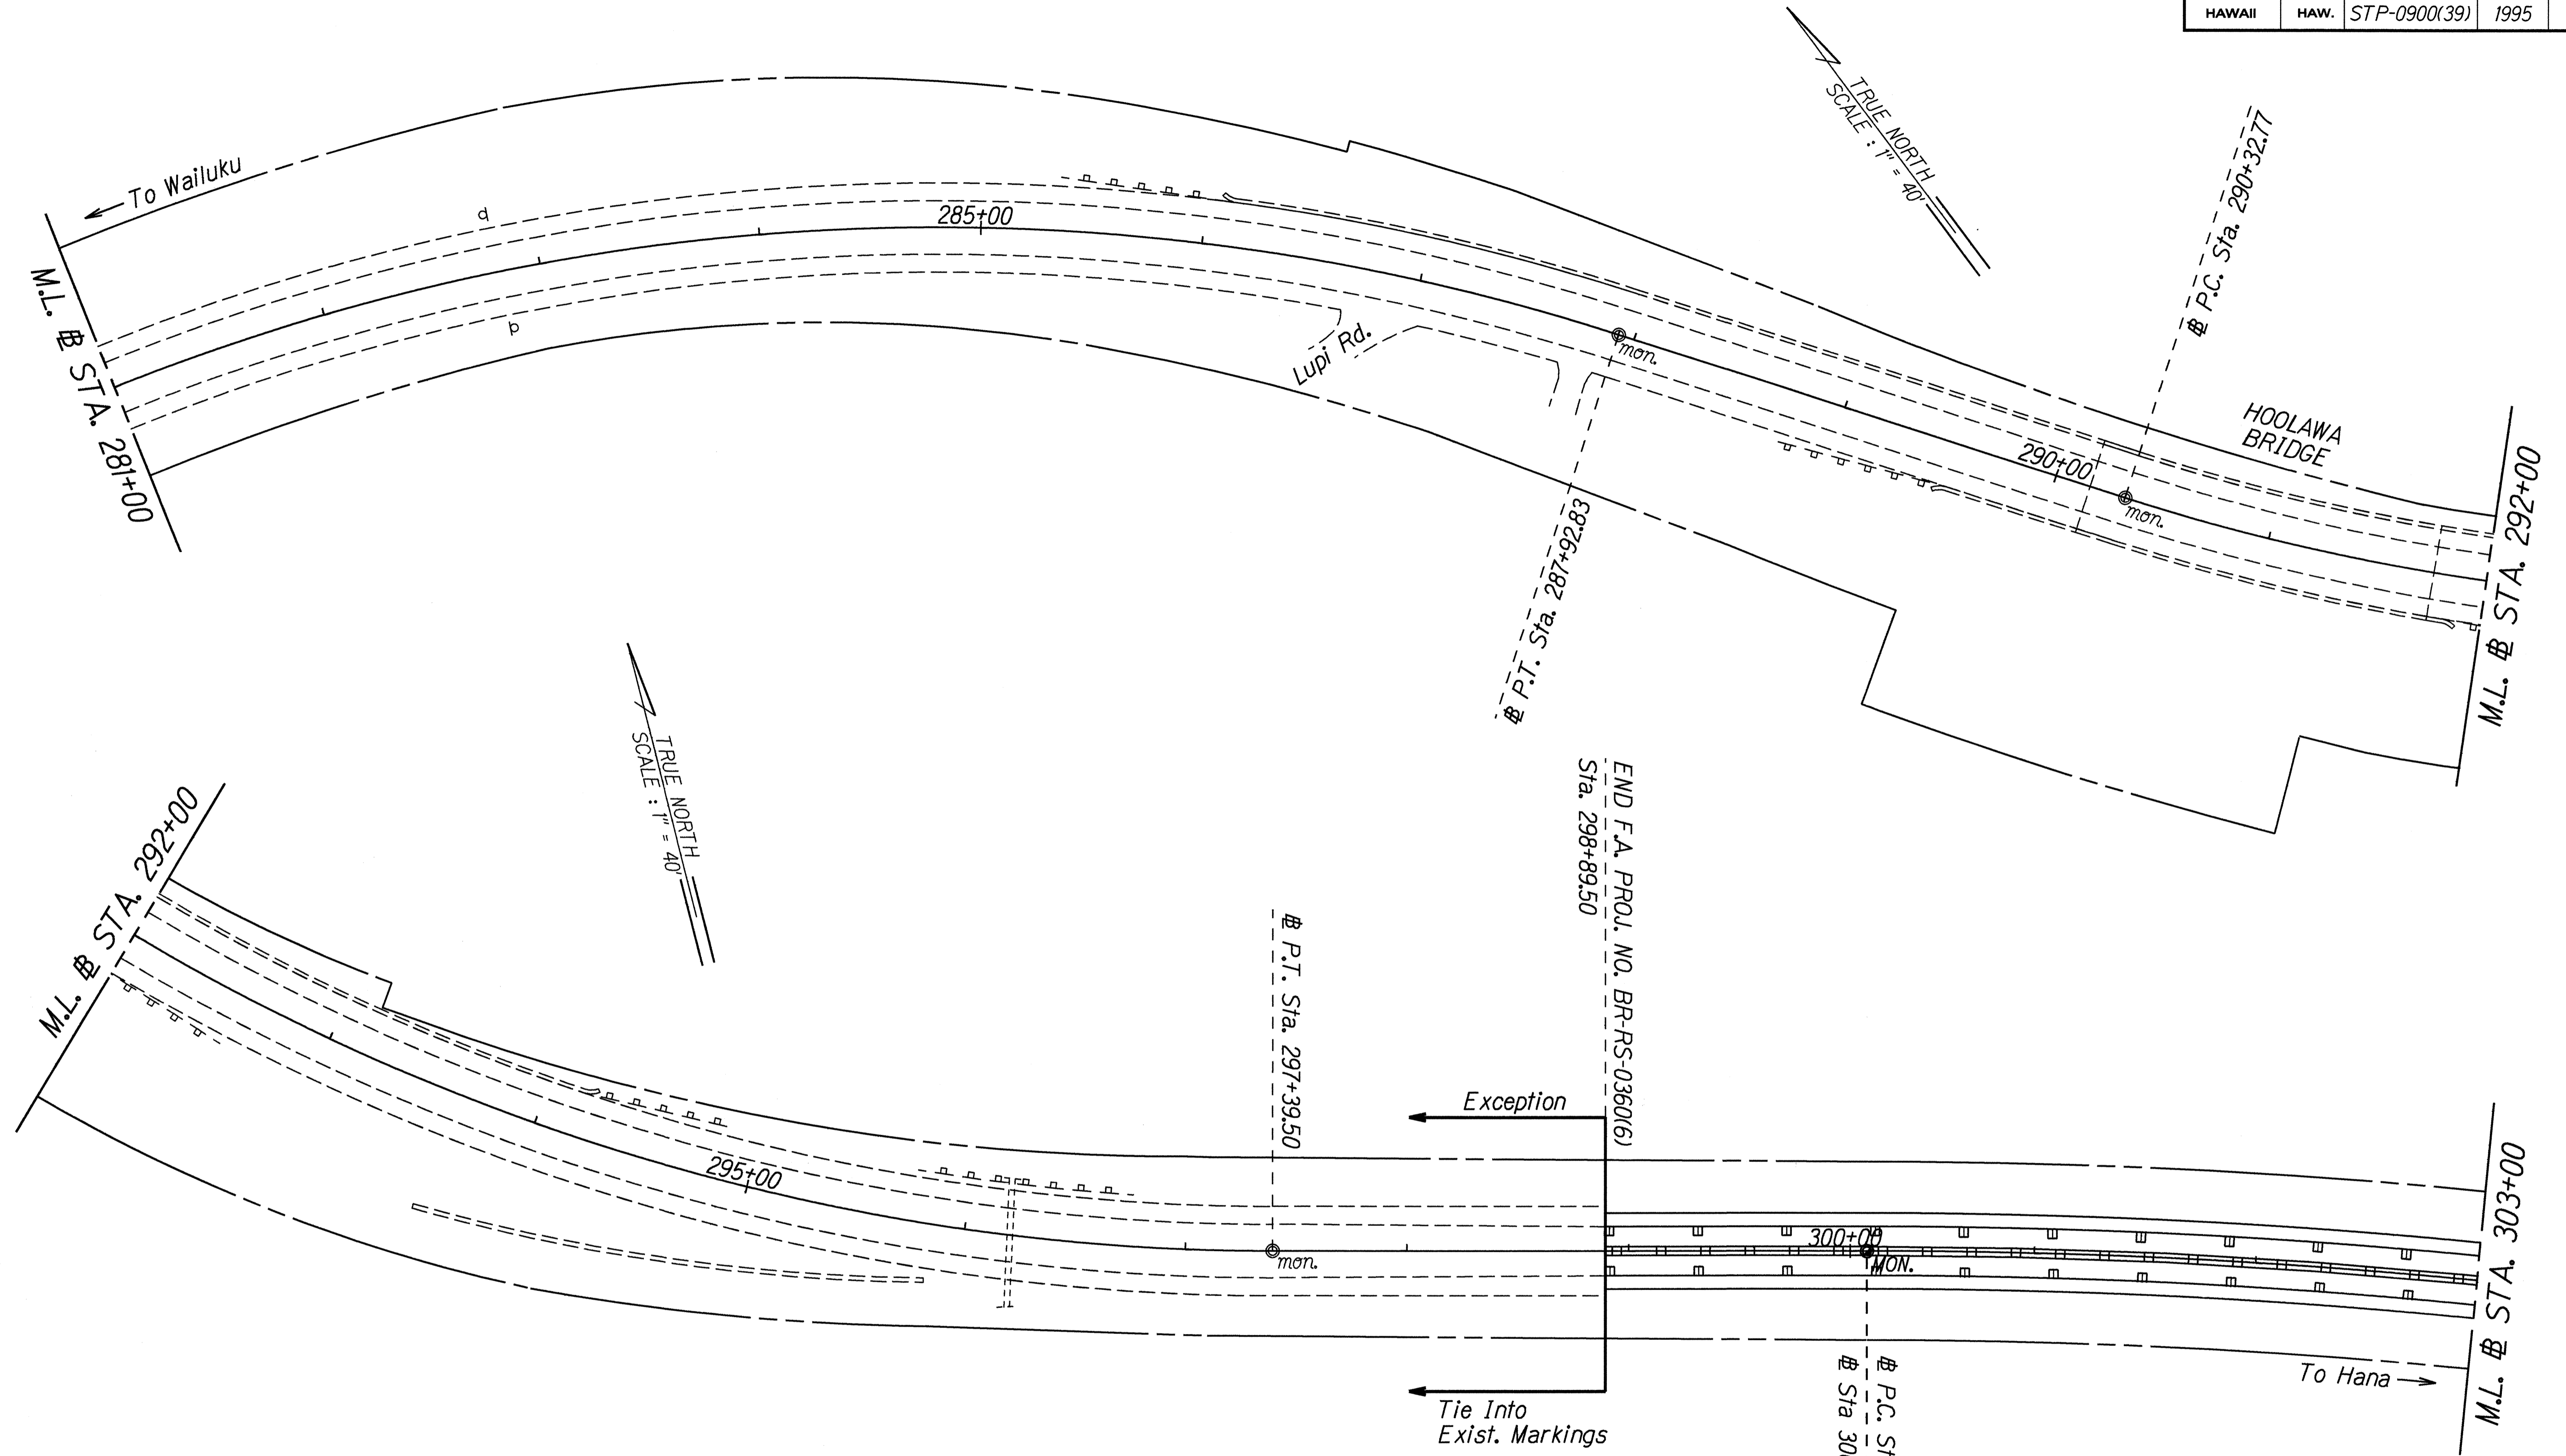 HAWAII HAW. STP-0900(39) 1995
TRUE NORTH
SCALE : 1" = 40'
To Wailuku
d
285+00
p
Lupi Rd.
mon.
℄ P.T. Sta. 287+92.83
℄ P.C. Sta. 290+32.77
HOOLAWA
BRIDGE
290+00
mon.
M.L. ℄ STA. 281+00
M.L. ℄ STA. 292+00
TRUE NORTH
SCALE : 1" = 40'
M.L. ℄ STA. 292+00
295+00
℄ P.T. Sta. 297+39.50
mon.
END F.A. PROJ. NO. BR-RS-0360(6)
Sta. 298+89.50
Exception
Tie Into
Exist. Markings
300+00
MON.
℄ P.C. St
℄ Sta 30
To Hana
M.L. ℄ STA. 303+00